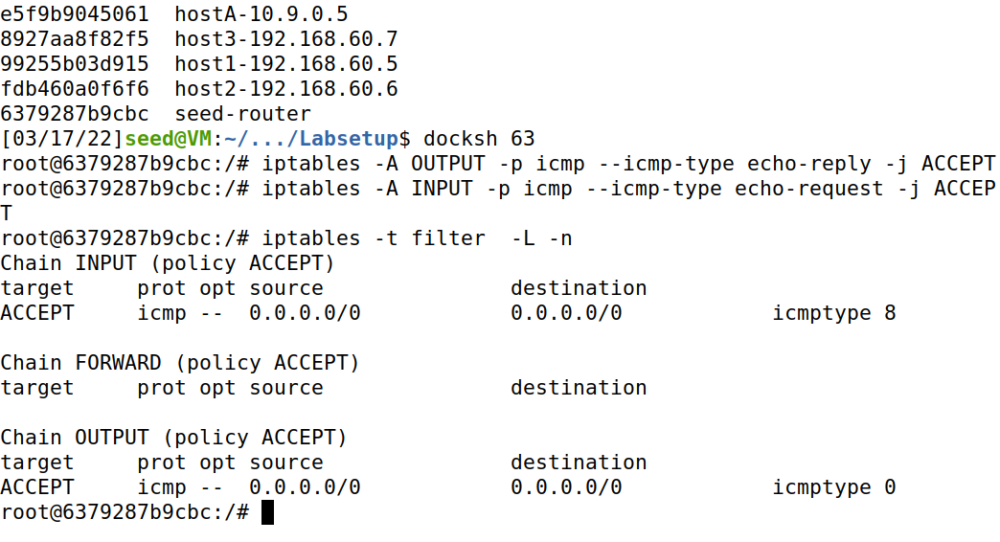 e5f9b9045061  hostA-10.9.0.5
8927aa8f82f5  host3-192.168.60.7
99255b03d915  host1-192.168.60.5
fdb460a0f6f6  host2-192.168.60.6
6379287b9cbc  seed-router
[03/17/22]seed@VM:~/.../Labsetup$ docksh 63
root@6379287b9cbc:/# iptables -A OUTPUT -p icmp --icmp-type echo-reply -j ACCEPT
root@6379287b9cbc:/# iptables -A INPUT -p icmp --icmp-type echo-request -j ACCEP
T
root@6379287b9cbc:/# iptables -t filter  -L -n
Chain INPUT (policy ACCEPT)
target     prot opt source               destination
ACCEPT     icmp --  0.0.0.0/0            0.0.0.0/0            icmptype 8

Chain FORWARD (policy ACCEPT)
target     prot opt source               destination

Chain OUTPUT (policy ACCEPT)
target     prot opt source               destination
ACCEPT     icmp --  0.0.0.0/0            0.0.0.0/0            icmptype 0
root@6379287b9cbc:/#